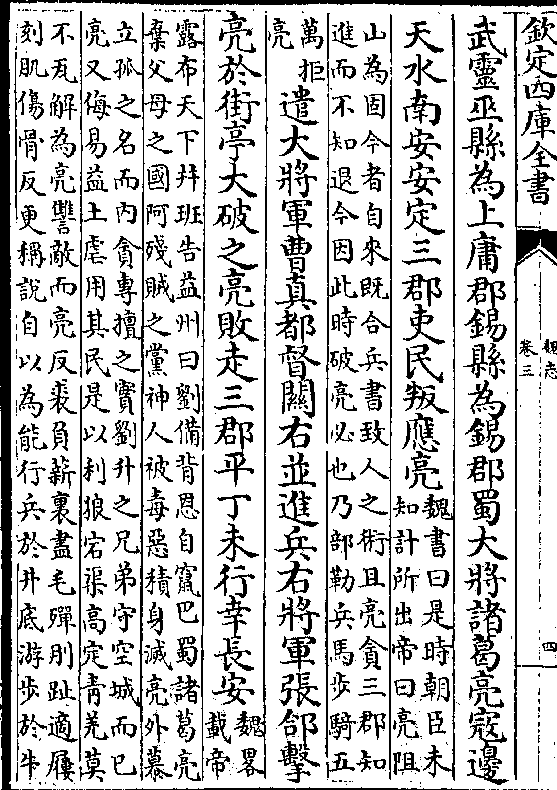 欽定四庫全書
魏志
卷三
四
武靈巫縣為上庸郡錫縣為錫郡蜀大將諸葛亮寇邊
天水南安安定三郡吏民叛應亮
魏書曰是時朝臣未
知計所出帝曰亮阻
山為固今者自來既合兵書致人之術且亮貪三郡知
進而不知退今因此時破亮必也乃部勒兵馬步騎五
萬拒
亮
遣大將軍曹真都督關右並進兵右將軍張郃擊
亮於街亭大破之亮敗走三郡平丁未行幸長安
魏畧
載帝
露布天下并班告益州曰劉備背恩自竄巴蜀諸葛亮
棄父母之國阿殘賊之黨神人被毒惡積身滅亮外慕
立孤之名而內貪專擅之實劉升之兄弟守空城而巳
亮又侮易益土虐用其民是以利狼宕渠高定青羌莫
不瓦解為亮讐敵而亮反裘負薪裏盡毛殫刖趾適屨
刻肌傷骨反更稱說自以為能行兵於井底游步於牛